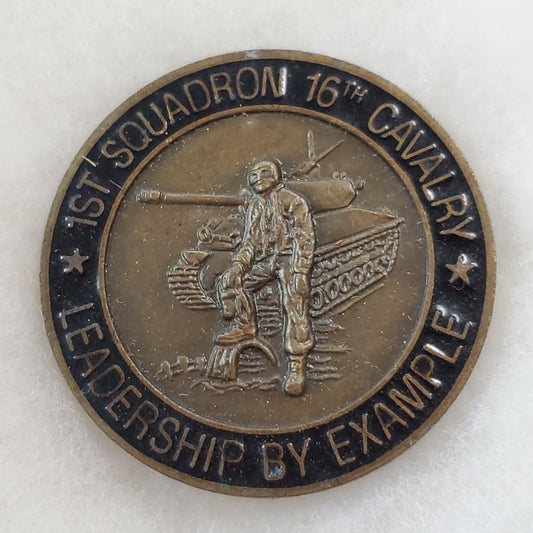 1ST SQUADRON 16TH CAVALRY
LEADERSHIP BY EXAMPLE